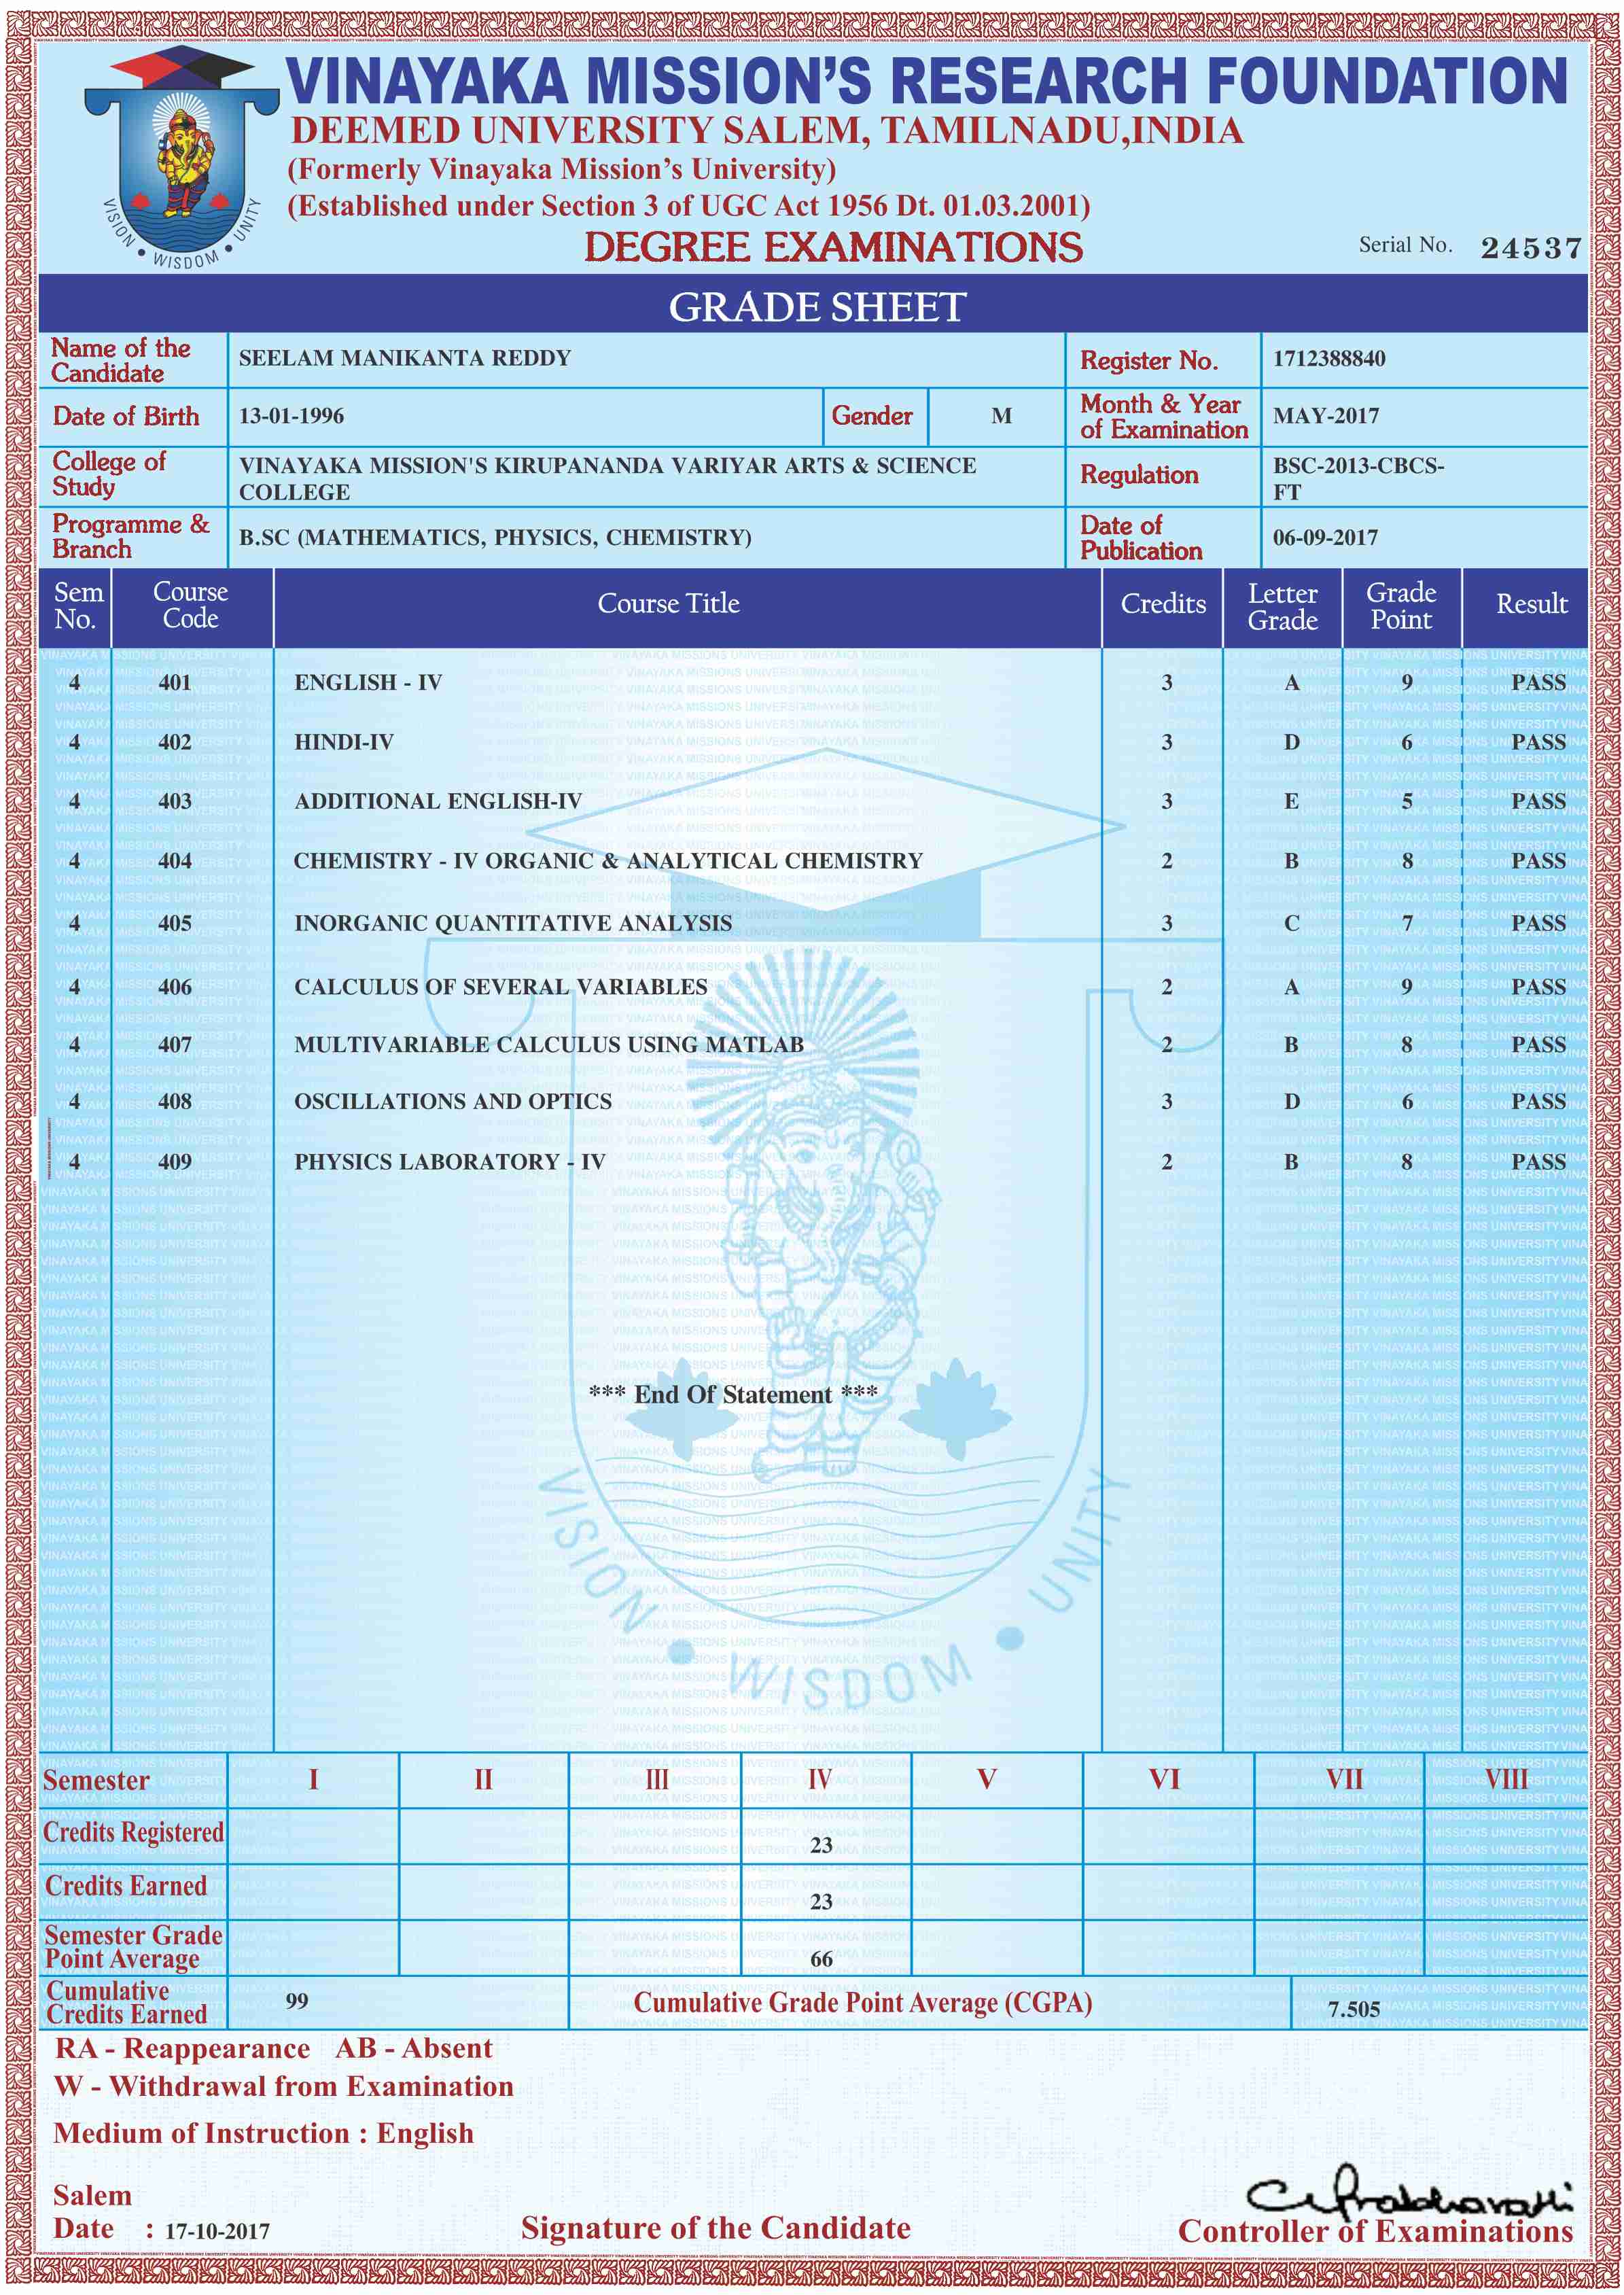 VINAYAKA MISSION'S RESEARCH FOUNDATION
DEEMED UNIVERSITY SALEM, TAMILNADU,INDIA
(Formerly Vinayaka Mission's University)
(Established under Section 3 of UGC Act 1956 Dt. 01.03.2001)
VISION • WISDOM • UNITY
DEGREE EXAMINATIONS
Serial No. 24537
GRADE SHEET
Name of the Candidate SEELAM MANIKANTA REDDY Register No. 1712388840
Date of Birth 13-01-1996 Gender M Month & Year of Examination MAY-2017
College of Study VINAYAKA MISSION'S KIRUPANANDA VARIYAR ARTS & SCIENCE COLLEGE Regulation BSC-2013-CBCS-FT
Programme & Branch B.SC (MATHEMATICS, PHYSICS, CHEMISTRY) Date of Publication 06-09-2017
Sem No. Course Code Course Title Credits Letter Grade Grade Point Result
4 401 ENGLISH - IV 3 A 9 PASS
4 402 HINDI-IV 3 D 6 PASS
4 403 ADDITIONAL ENGLISH-IV 3 E 5 PASS
4 404 CHEMISTRY - IV ORGANIC & ANALYTICAL CHEMISTRY 2 B 8 PASS
4 405 INORGANIC QUANTITATIVE ANALYSIS 3 C 7 PASS
4 406 CALCULUS OF SEVERAL VARIABLES 2 A 9 PASS
4 407 MULTIVARIABLE CALCULUS USING MATLAB 2 B 8 PASS
4 408 OSCILLATIONS AND OPTICS 3 D 6 PASS
4 409 PHYSICS LABORATORY - IV 2 B 8 PASS
*** End Of Statement ***
VISION • WISDOM • UNITY
Semester I II III IV V VI VII VIII
Credits Registered 23
Credits Earned 23
Semester Grade Point Average 66
Cumulative Credits Earned 99 Cumulative Grade Point Average (CGPA) 7.505
RA - Reappearance AB - Absent
W - Withdrawal from Examination
Medium of Instruction : English
Salem
Date : 17-10-2017 Signature of the Candidate Controller of Examinations